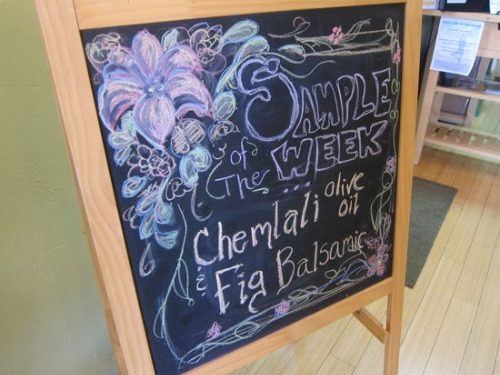 SAMPLE
of The WEEK...
Chemlali olive oil
& Fig Balsamic